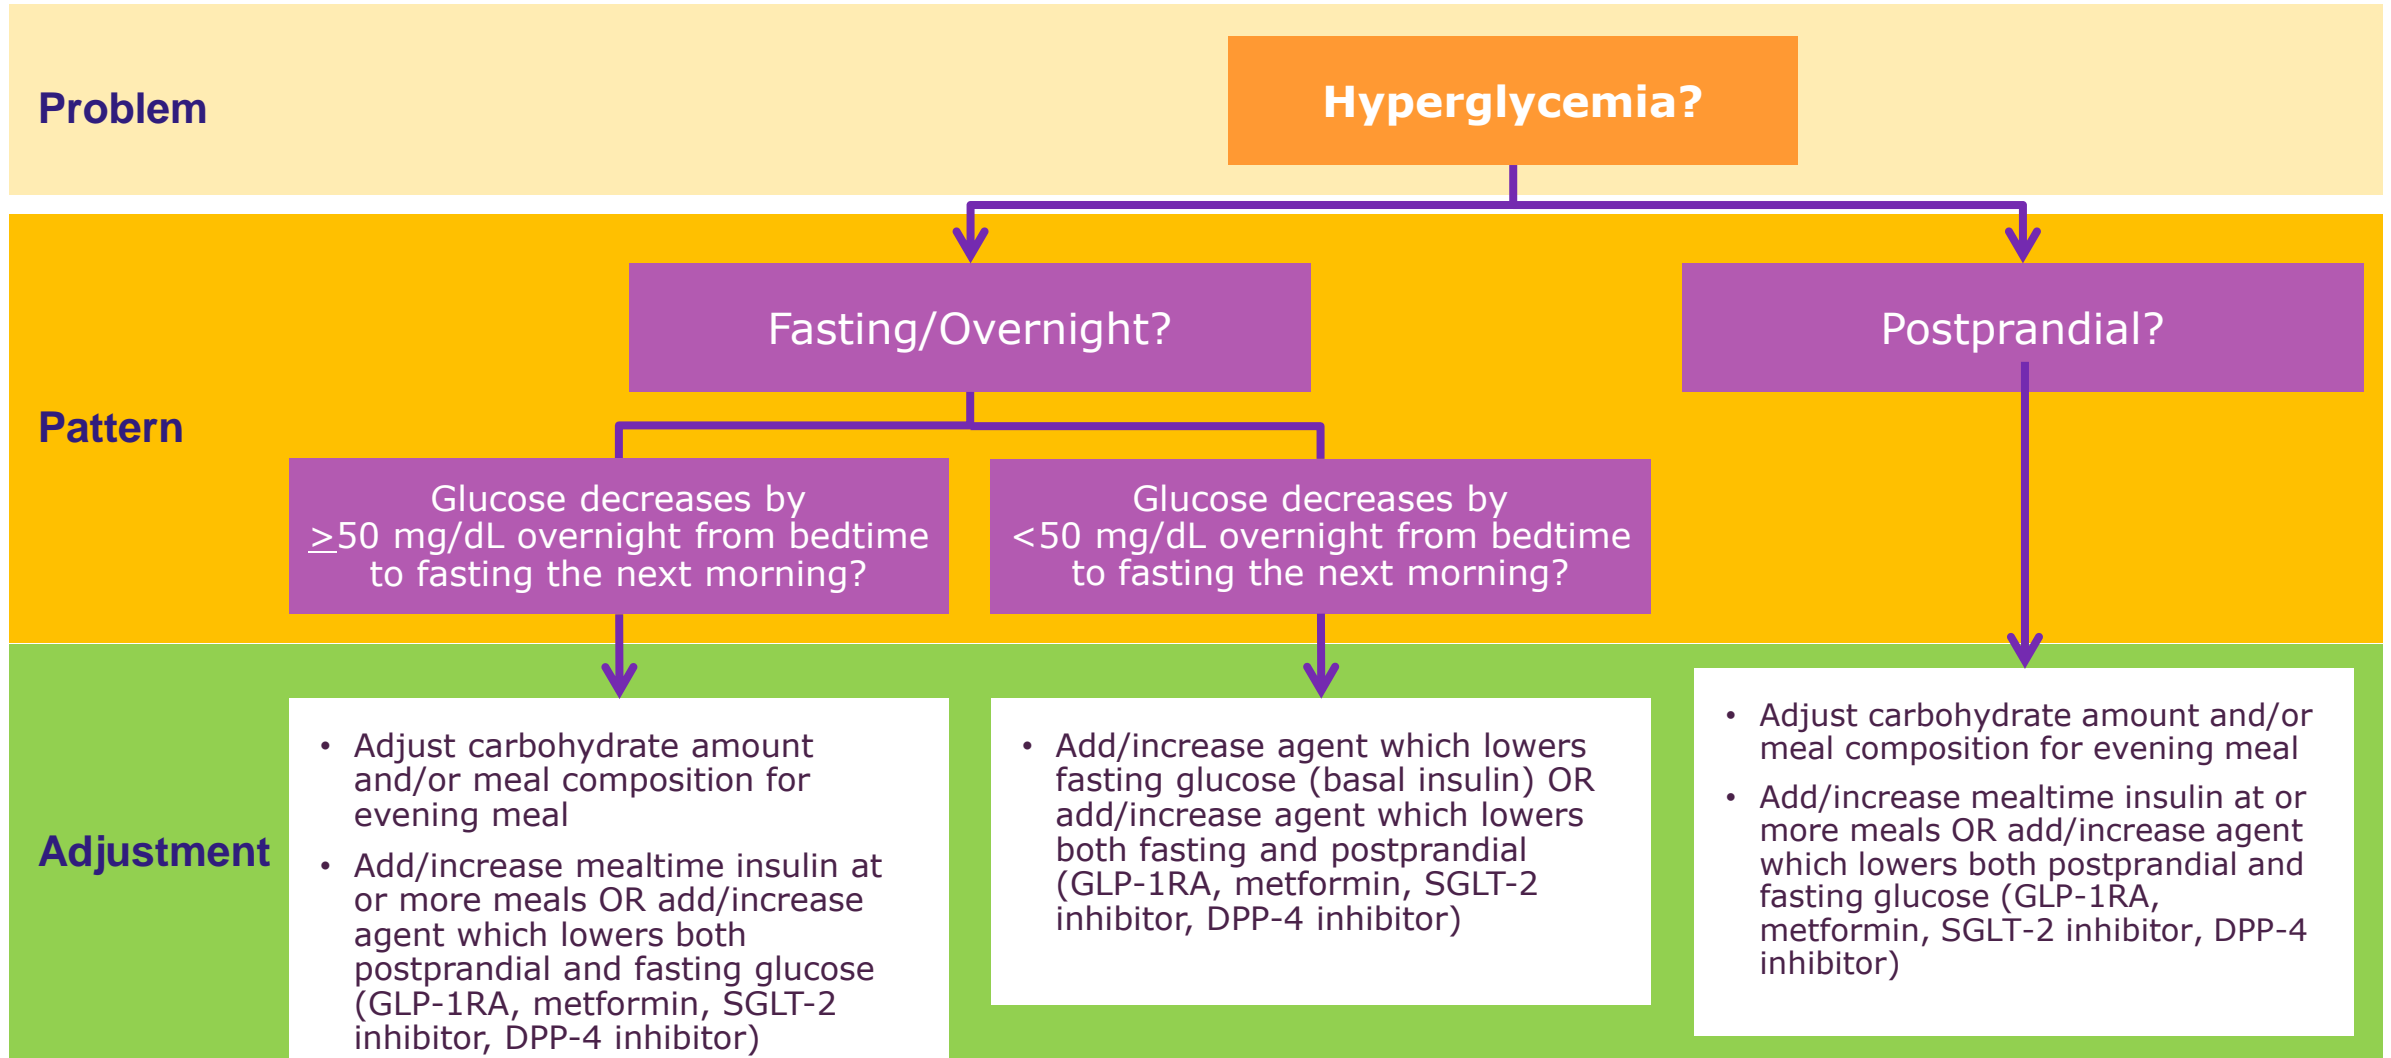 Problem
Hyperglycemia?
Pattern
Fasting/Overnight?
Postprandial?
Glucose decreases by
>50 mg/dL overnight from bedtime
to fasting the next morning?
Glucose decreases by
<50 mg/dL overnight from bedtime
to fasting the next morning?
Adjustment
• Adjust carbohydrate amount
and/or meal composition for
evening meal
• Add/increase mealtime insulin at
or more meals OR add/increase
agent which lowers both
postprandial and fasting glucose
(GLP-1RA, metformin, SGLT-2
inhibitor, DPP-4 inhibitor)
• Add/increase agent which lowers
fasting glucose (basal insulin) OR
add/increase agent which lowers
both fasting and postprandial
(GLP-1RA, metformin, SGLT-2
inhibitor, DPP-4 inhibitor)
• Adjust carbohydrate amount and/or
meal composition for evening meal
• Add/increase mealtime insulin at or
more meals OR add/increase agent
which lowers both postprandial and
fasting glucose (GLP-1RA,
metformin, SGLT-2 inhibitor, DPP-4
inhibitor)